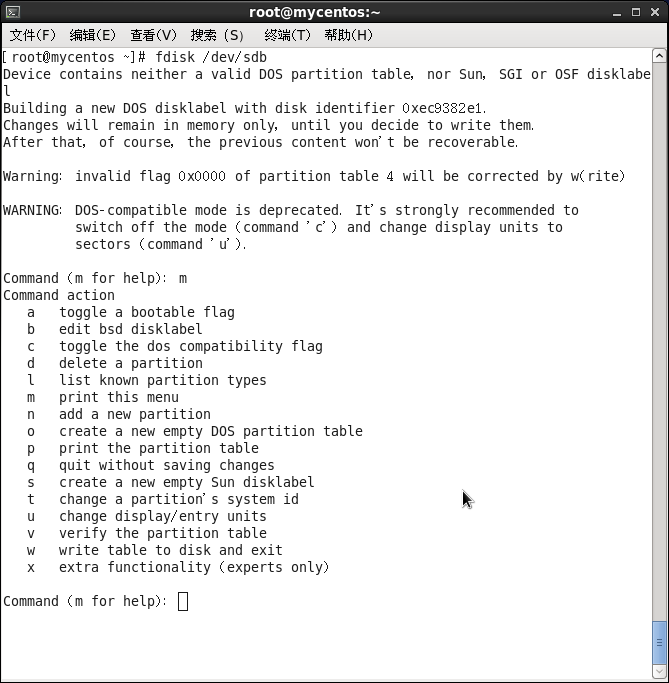 root@mycentos:~
文件(F) 编辑(E) 查看(V) 搜索 (S) 终端(T) 帮助(H)
[root@mycentos ~]# fdisk /dev/sdb
Device contains neither a valid DOS partition table, nor Sun, SGI or OSF disklabe
l
Building a new DOS disklabel with disk identifier 0xec9382e1.
Changes will remain in memory only, until you decide to write them.
After that, of course, the previous content won't be recoverable.
Warning: invalid flag 0x0000 of partition table 4 will be corrected by w(rite)
WARNING: DOS-compatible mode is deprecated. It's strongly recommended to
switch off the mode (command 'c') and change display units to
sectors (command 'u').
Command (m for help): m
Command action
a   toggle a bootable flag
b   edit bsd disklabel
c   toggle the dos compatibility flag
d   delete a partition
l   list known partition types
m   print this menu
n   add a new partition
o   create a new empty DOS partition table
p   print the partition table
q   quit without saving changes
s   create a new empty Sun disklabel
t   change a partition's system id
u   change display/entry units
v   verify the partition table
w   write table to disk and exit
x   extra functionality (experts only)
Command (m for help):